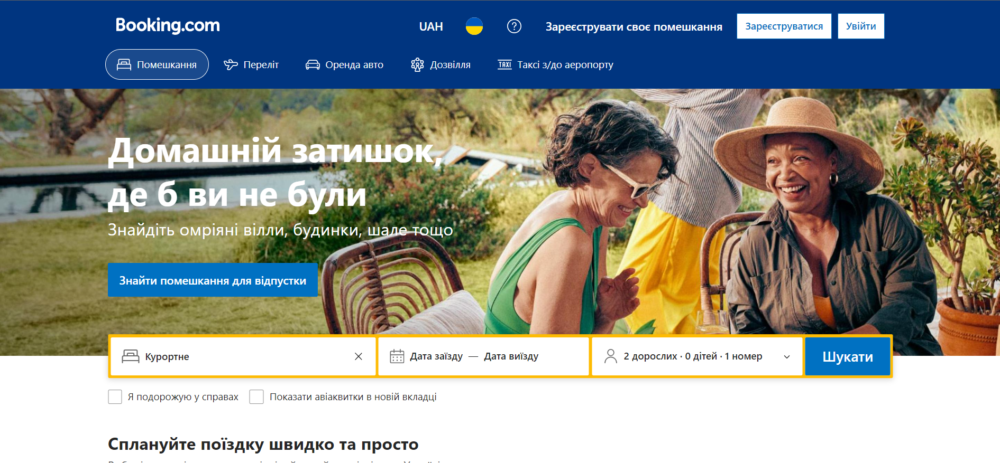 Booking.com
UAH
Зареєструвати своє помешкання
Зареєструватися
Увійти
Помешкання
Переліт
Оренда авто
Дозвілля
TAXI Таксі з/до аеропорту
Домашній затишок,
де б ви не були
Знайдіть омріяні вілли, будинки, шале тощо
Знайти помешкання для відпустки
Курортне
Дата заїзду — Дата виїзду
2 дорослих · 0 дітей · 1 номер
Шукати
Я подорожую у справах
Показати авіаквитки в новій вкладці
Сплануйте поїздку швидко та просто